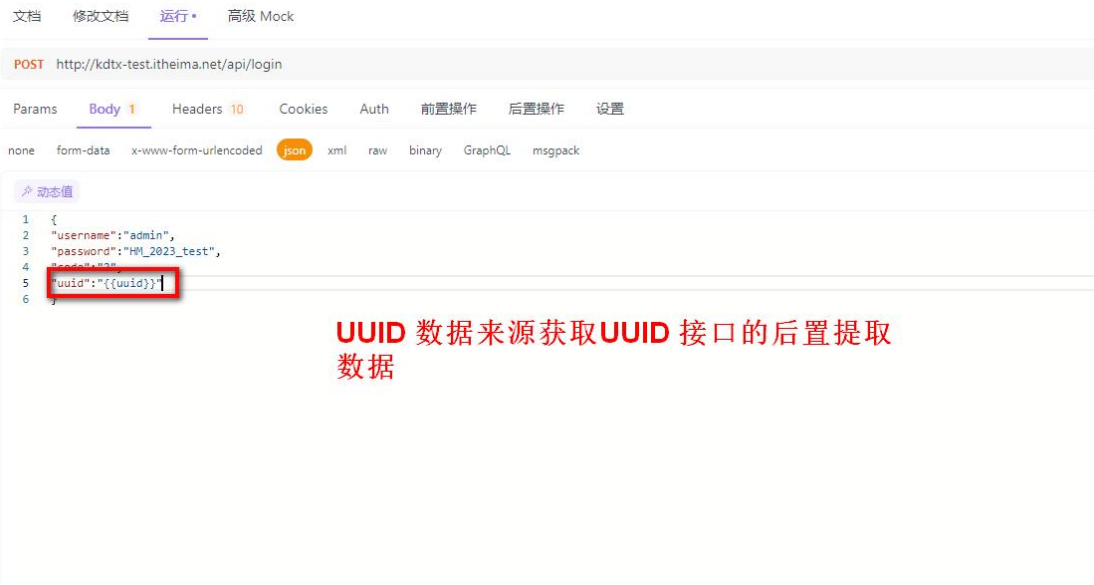 文档 修改文档 运行• 高级 Mock
POST http://kdtx-test.itheima.net/api/login
Params Body 1 Headers 10 Cookies Auth 前置操作 后置操作 设置
none form-data x-www-form-urlencoded json xml raw binary GraphQL msgpack
动态值
1 {
2 "username":"admin",
3 "password":"HM_2023_test",
4 "code":"2",
5 "uuid":"{{uuid}}"
6 }
UUID 数据来源获取UUID 接口的后置提取
数据